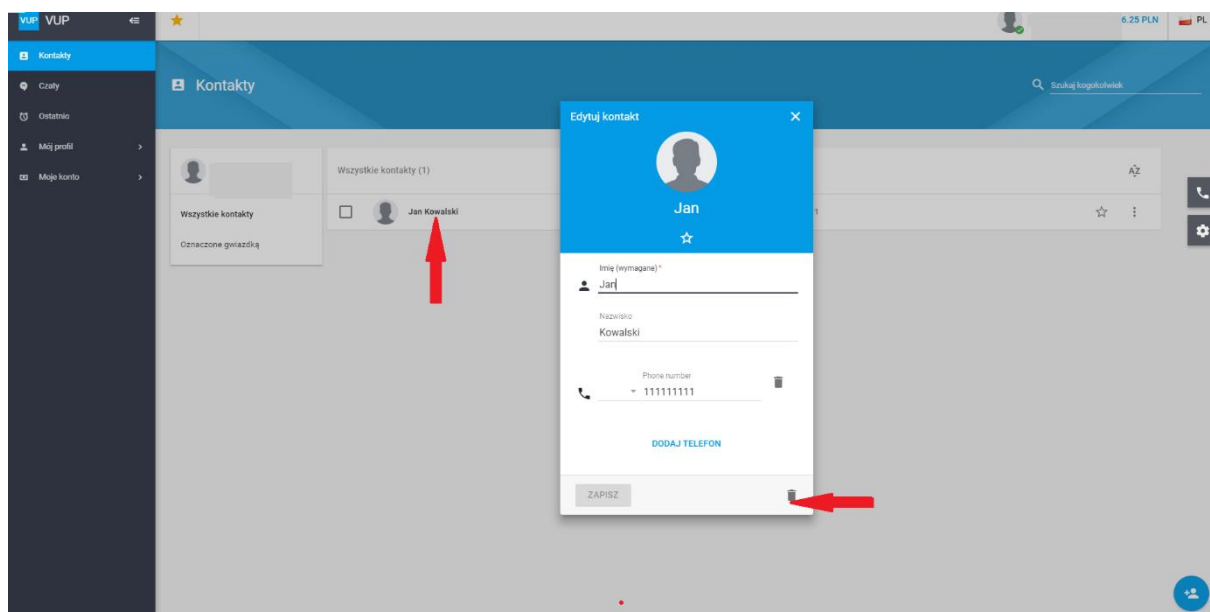 VUP VUP
6.25 PLN PL
Kontakty
Czaty
Ostatnio
Mój profil
Moje konto
Kontakty
Szukaj kogokolwiek
Wszystkie kontakty
Oznaczone gwiazdką
Wszystkie kontakty (1)
AZ
Jan Kowalski
1
Edytuj kontakt
Jan
Imię (wymagane) *
Jan
Nazwisko
Kowalski
Phone number
111111111
DODAJ TELEFON
ZAPISZ